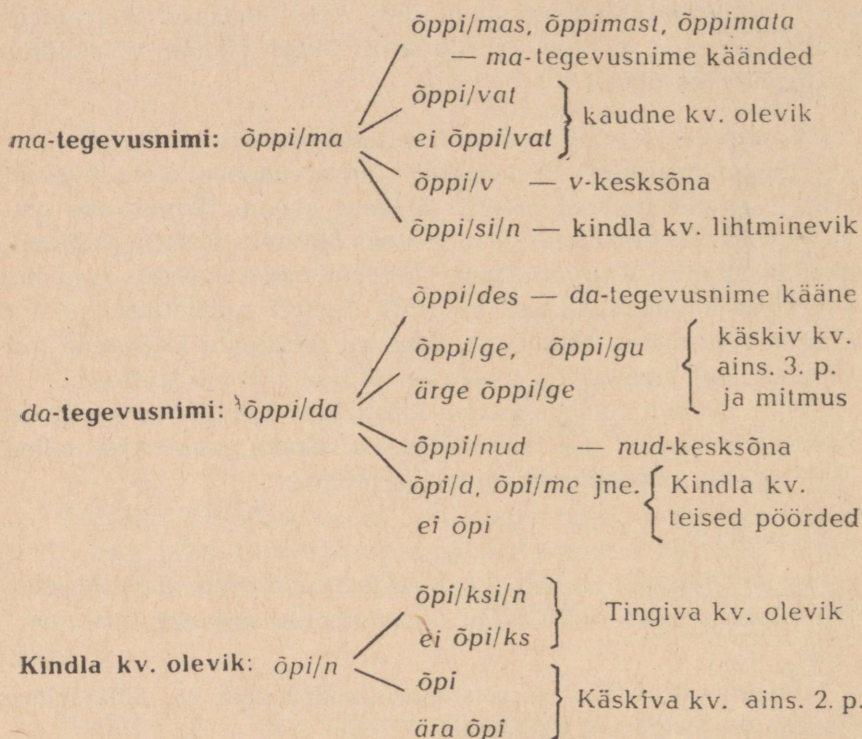 õppi/mas, õppimast, õppimata
— ma-tegevusnime käänded
ma-tegevusnimi: õppi/ma
õppi/vat
ei õppi/vat
kaudne kv. olevik
õppi/v — v-kesksõna
õppi/si/n — kindla kv. lihtminevik
õppi/des — da-tegevusnime kääne
õppi/ge, õppi/gu
ärge õppi/ge
käskiv kv.
ains. 3. p.
ja mitmus
da-tegevusnimi: õppi/da
õppi/nud — nud-kesksõna
õpi/d, õpi/mc jne.
ei õpi
Kindla kv.
teised pöörded
Kindla kv. olevik: õpi/n
õpi/ksi/n
ei õpi/ks
Tingiva kv. olevik
õpi
ära õpi
Käskiva kv. ains. 2. p.